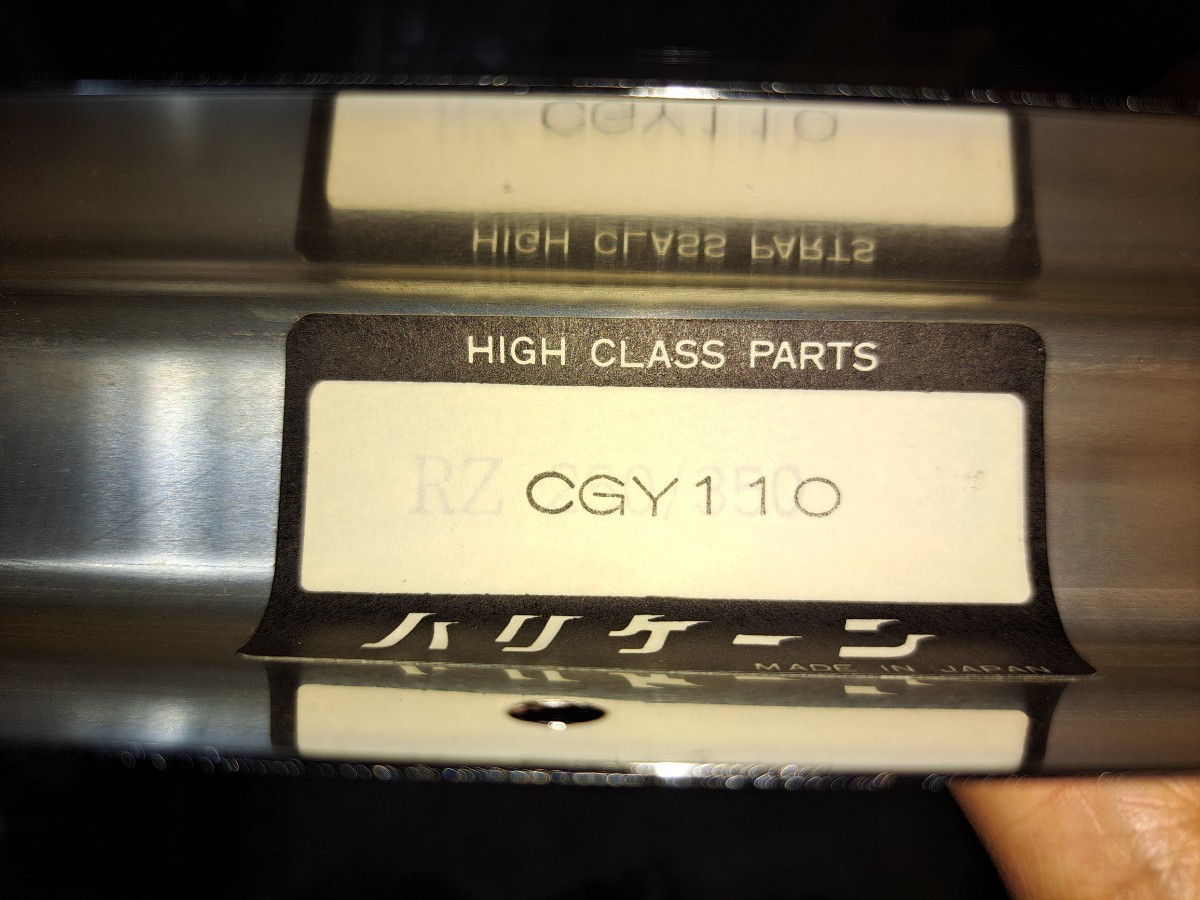 HIGH CLASS PARTS
CGY110
ハリケーン
MADE IN JAPAN